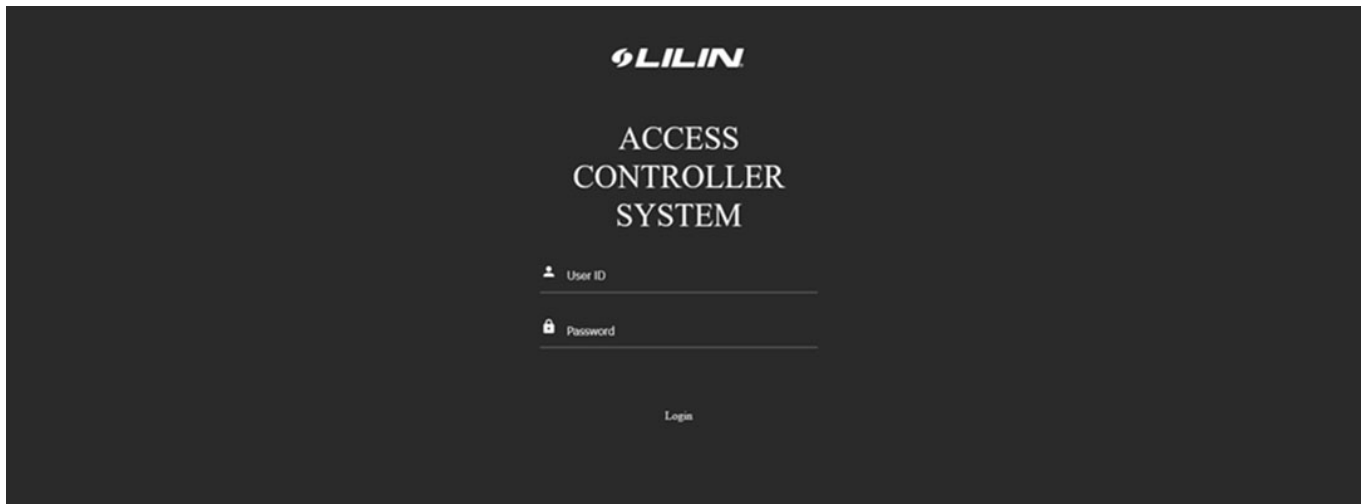 LILIN
ACCESS
CONTROLLER
SYSTEM
User ID
Password
Login